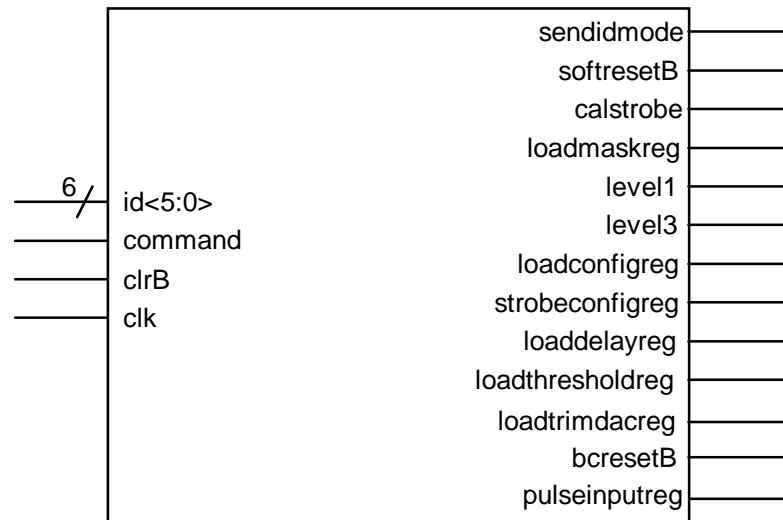 sendidmode
softresetB
calstrobe
loadmaskreg
level1
level3
loadconfigreg
strobeconfigreg
loaddelayreg
loadthresholdreg
loadtrimdacreg
bcresetB
pulseinputreg
6
id<5:0>
command
clrB
clk